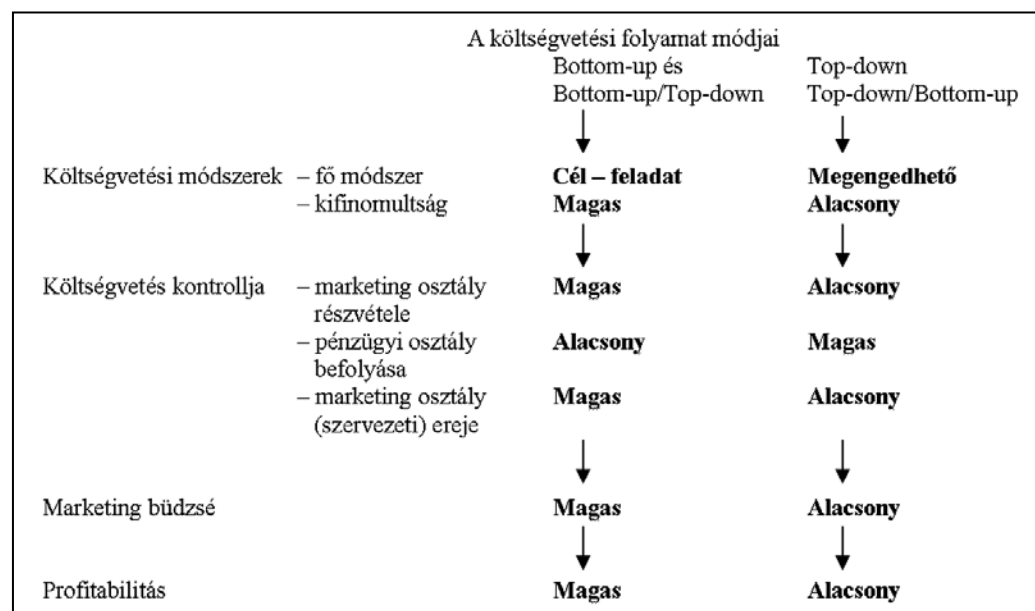 A költségvetési folyamat módjai
Bottom-up és Top-down
Bottom-up/Top-down Top-down/Bottom-up
Költségvetési módszerek – fő módszer Cél – feladat Megengedhető
– kifinomultság Magas Alacsony
Költségvetés kontrollja – marketing osztály Magas Alacsony
részvétele
– pénzügyi osztály Alacsony Magas
befolyása
– marketing osztály Magas Alacsony
(szervezeti) ereje
Marketing büdzsé Magas Alacsony
Profitabilitás Magas Alacsony